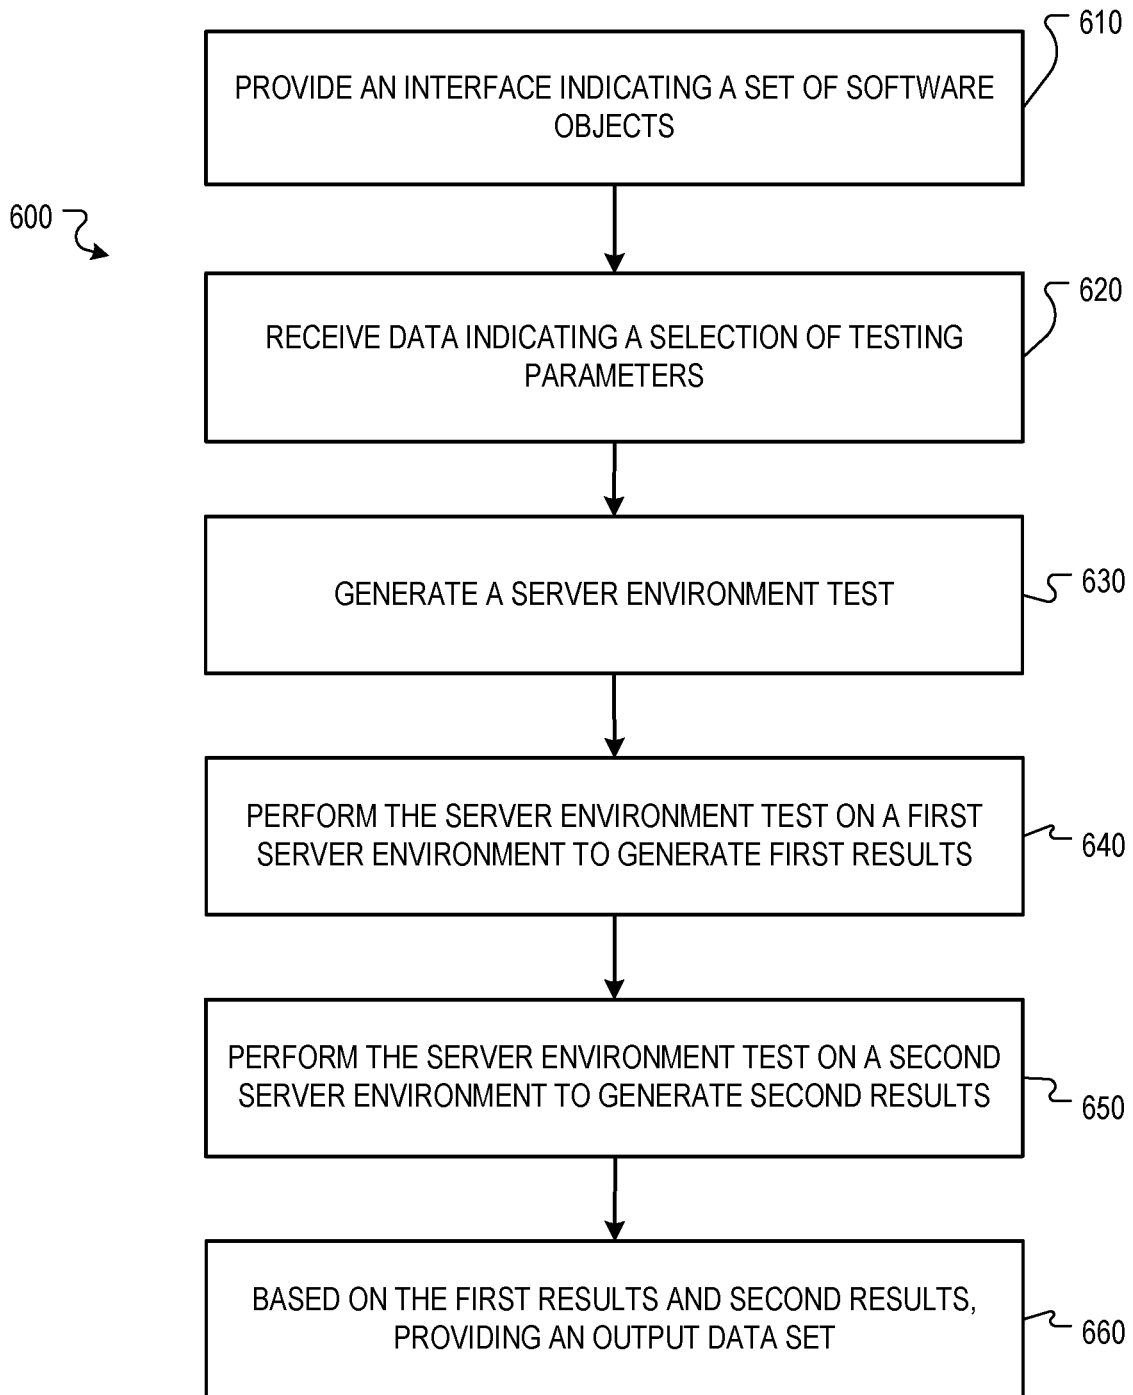 610
PROVIDE AN INTERFACE INDICATING A SET OF SOFTWARE
OBJECTS
600
620
RECEIVE DATA INDICATING A SELECTION OF TESTING
PARAMETERS
GENERATE A SERVER ENVIRONMENT TEST
630
PERFORM THE SERVER ENVIRONMENT TEST ON A FIRST
SERVER ENVIRONMENT TO GENERATE FIRST RESULTS
640
PERFORM THE SERVER ENVIRONMENT TEST ON A SECOND
SERVER ENVIRONMENT TO GENERATE SECOND RESULTS
650
BASED ON THE FIRST RESULTS AND SECOND RESULTS,
PROVIDING AN OUTPUT DATA SET
660